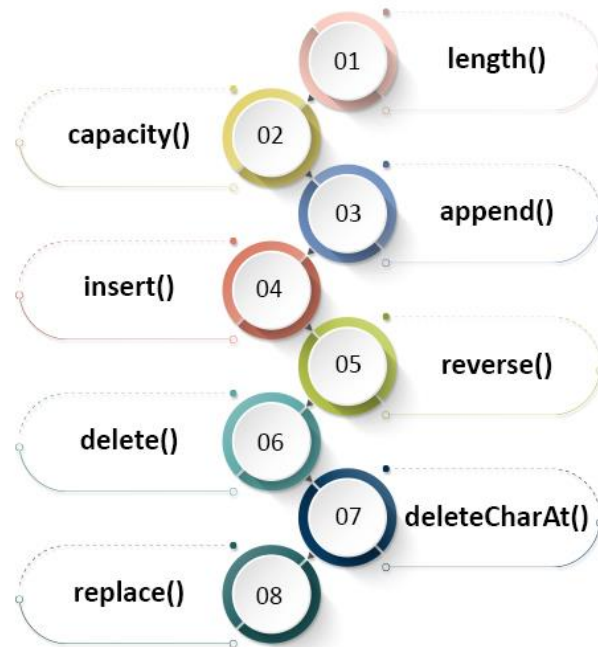 01
length()
capacity()
02
03
append()
insert()
04
05
reverse()
delete()
06
07
deleteCharAt()
replace()
08